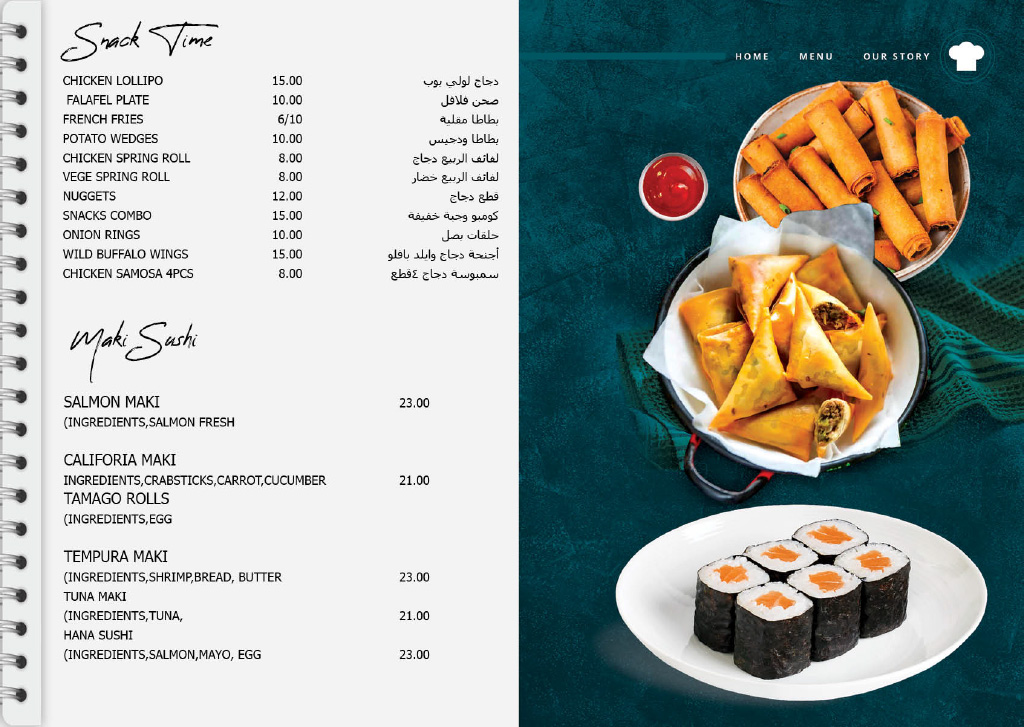 Snack Time
CHICKEN LOLLIPO 15.00 دجاج لولي بوب
FALAFEL PLATE 10.00 صحن فلافل
FRENCH FRIES 6/10 بطاطا مقلية
POTATO WEDGES 10.00 بطاطا ودجيس
CHICKEN SPRING ROLL 8.00 لفائف الربيع دجاج
VEGE SPRING ROLL 8.00 لفائف الربيع خضار
NUGGETS 12.00 قطع دجاج
SNACKS COMBO 15.00 كومبو وجبة خفيفة
ONION RINGS 10.00 حلقات بصل
WILD BUFFALO WINGS 15.00 أجنحة دجاج وايلد بافلو
CHICKEN SAMOSA 4PCS 8.00 سمبوسة دجاج ٤قطع
Maki Sushi
SALMON MAKI 23.00
(INGREDIENTS,SALMON FRESH
CALIFORIA MAKI
INGREDIENTS,CRABSTICKS,CARROT,CUCUMBER 21.00
TAMAGO ROLLS
(INGREDIENTS,EGG
TEMPURA MAKI
(INGREDIENTS,SHRIMP,BREAD, BUTTER 23.00
TUNA MAKI
(INGREDIENTS,TUNA, 21.00
HANA SUSHI
(INGREDIENTS,SALMON,MAYO, EGG 23.00
HOME MENU OUR STORY